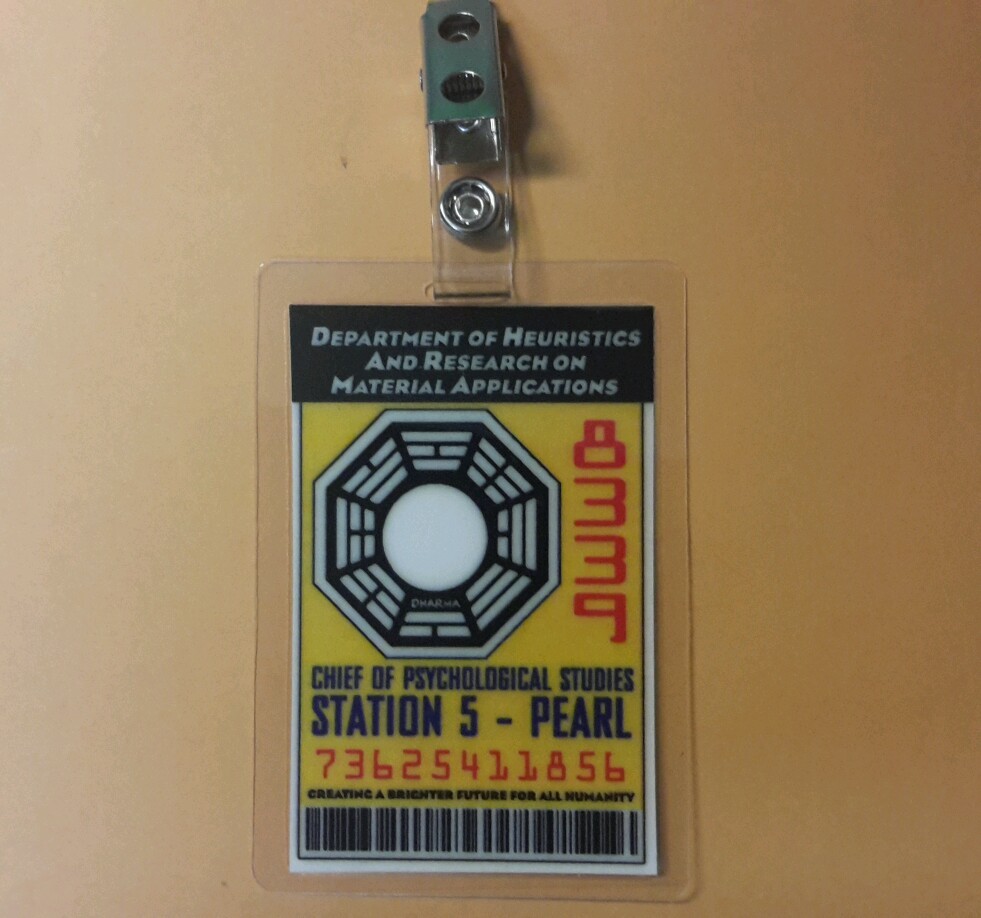 DEPARTMENT OF HEURISTICS
AND RESEARCH ON
MATERIAL APPLICATIONS
8339
DHARMA
CHIEF OF PSYCHOLOGICAL STUDIES
STATION 5 - PEARL
73625411856
CREATING A BRIGHTER FUTURE FOR ALL HUMANITY